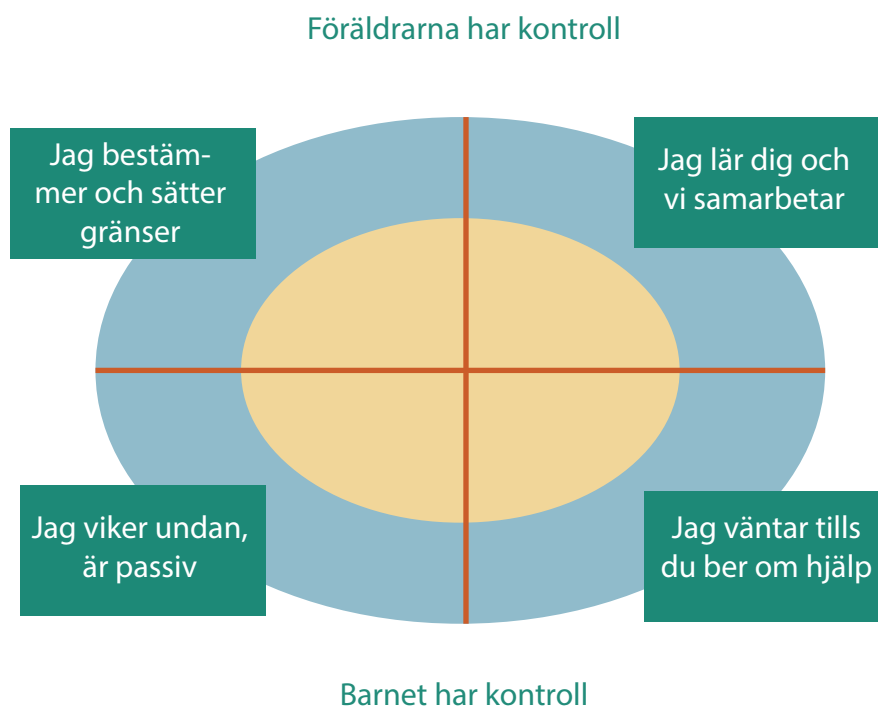 Föräldrarna har kontroll
Jag bestäm-
mer och sätter
gränser
Jag lär dig och
vi samarbetar
Jag viker undan,
är passiv
Jag väntar tills
du ber om hjälp
Barnet har kontroll